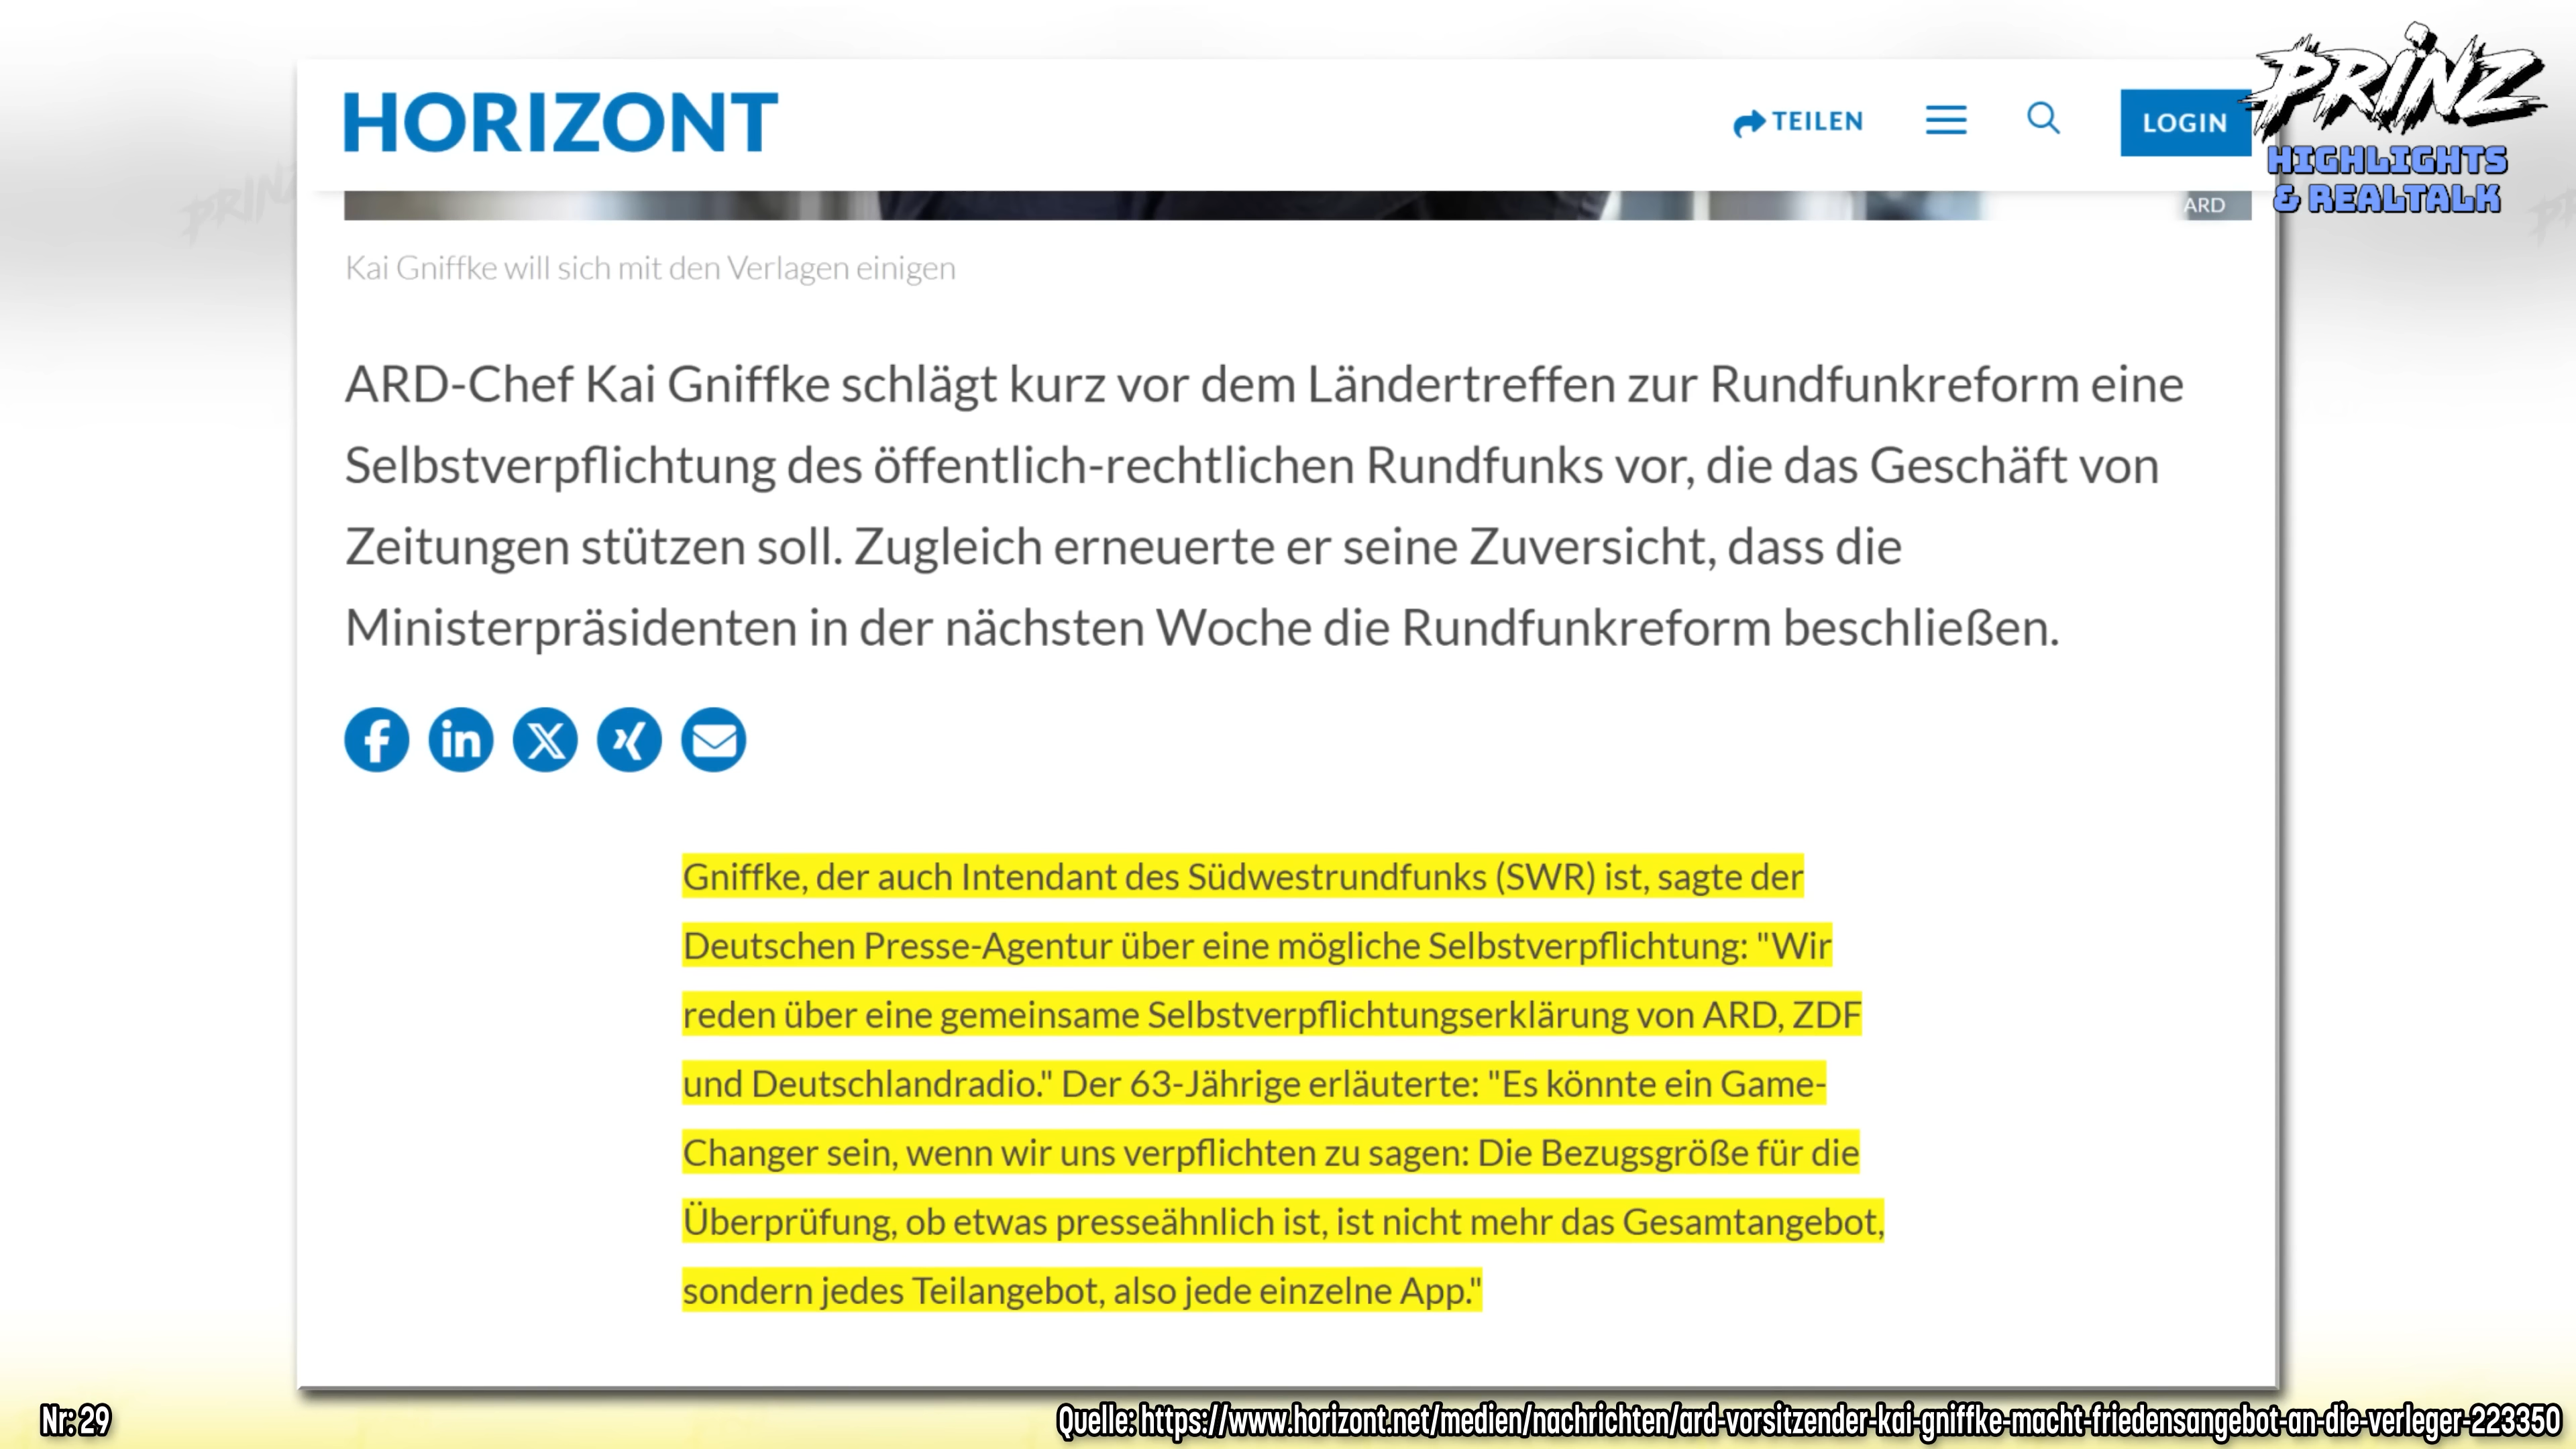 HORIZONT
TEILEN
LOGIN
PRINZ
HIGHLIGHTS
& REALTALK
PRINZ
ARD
Kai Gniffke will sich mit den Verlagen einigen
ARD-Chef Kai Gniffke schlägt kurz vor dem Ländertreffen zur Rundfunkreform eine
Selbstverpflichtung des öffentlich-rechtlichen Rundfunks vor, die das Geschäft von
Zeitungen stützen soll. Zugleich erneuerte er seine Zuversicht, dass die
Ministerpräsidenten in der nächsten Woche die Rundfunkreform beschließen.
Gniffke, der auch Intendant des Südwestrundfunks (SWR) ist, sagte der
Deutschen Presse-Agentur über eine mögliche Selbstverpflichtung: "Wir
reden über eine gemeinsame Selbstverpflichtungserklärung von ARD, ZDF
und Deutschlandradio." Der 63-Jährige erläuterte: "Es könnte ein Game-
Changer sein, wenn wir uns verpflichten zu sagen: Die Bezugsgröße für die
Überprüfung, ob etwas presseähnlich ist, ist nicht mehr das Gesamtangebot,
sondern jedes Teilangebot, also jede einzelne App."
Nr: 29
Quelle: https://www.horizont.net/medien/nachrichten/ard-vorsitzender-kai-gniffke-macht-friedensangebot-an-die-verleger-223350